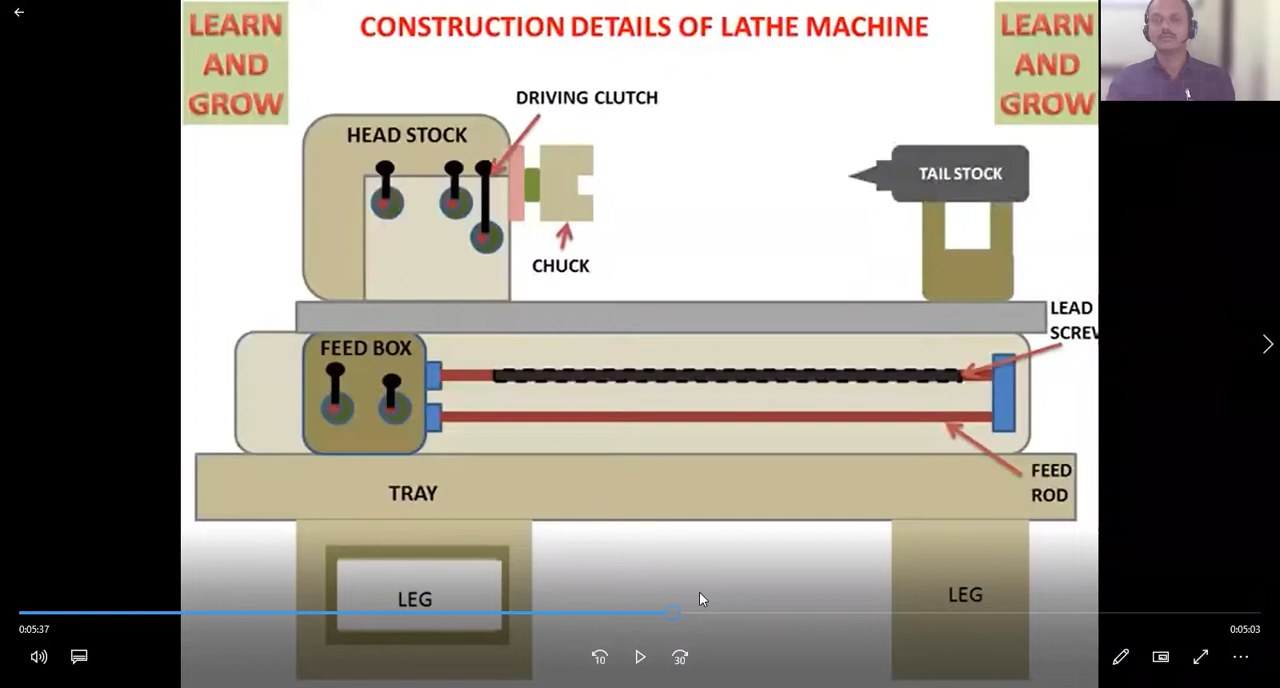 LEARN
AND
GROW
CONSTRUCTION DETAILS OF LATHE MACHINE
LEARN
AND
GROW
DRIVING CLUTCH
HEAD STOCK
TAIL STOCK
CHUCK
LEAD
SCREW
FEED BOX
FEED
ROD
TRAY
LEG
LEG
0:05:37
0:05:03
10
30